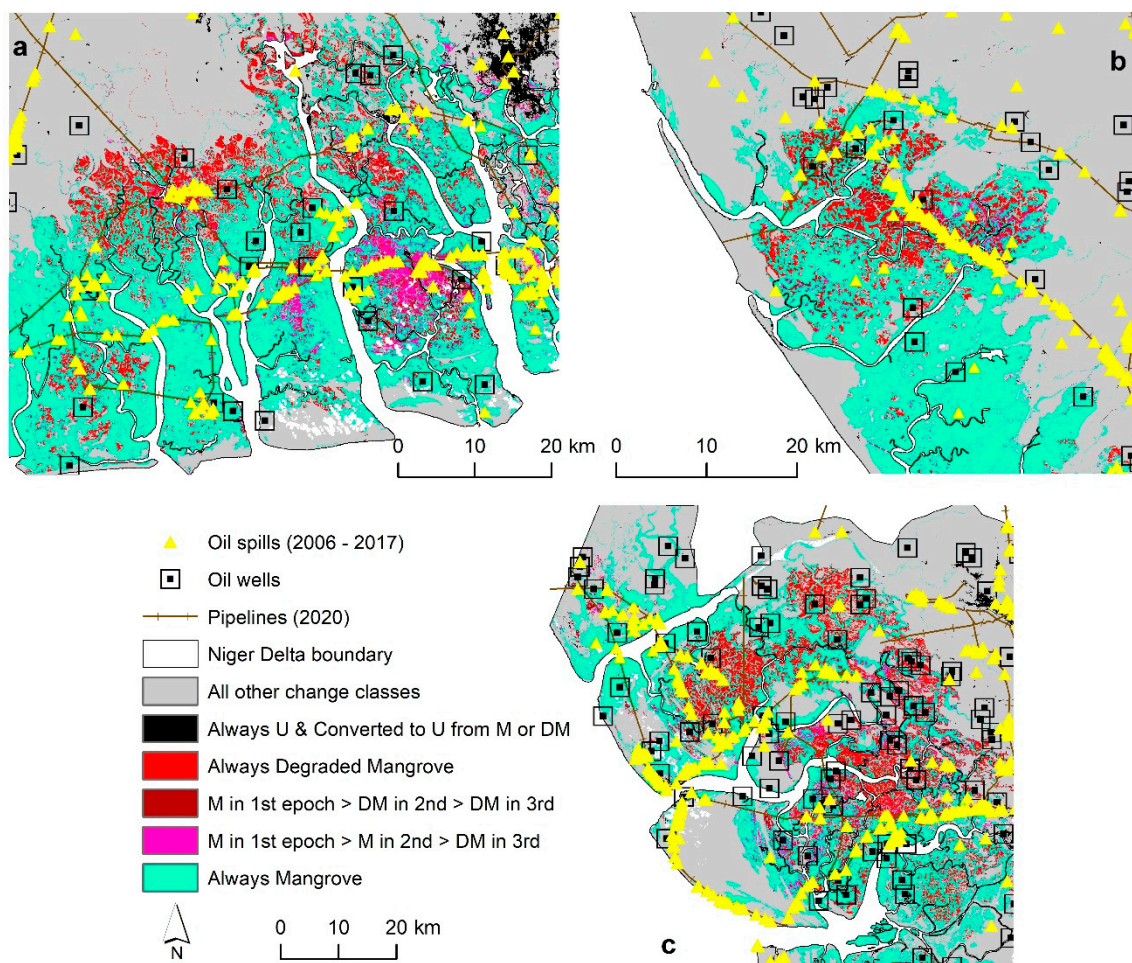 a
b
0 10 20 km
0 20 km
Oil spills (2006 - 2017)
Oil wells
Pipelines (2020)
Niger Delta boundary
All other change classes
Always U & Converted to U from M or DM
Always Degraded Mangrove
M in 1st epoch > DM in 2nd > DM in 3rd
M in 1st epoch > M in 2nd > DM in 3rd
Always Mangrove
N
0 10 20 km
c